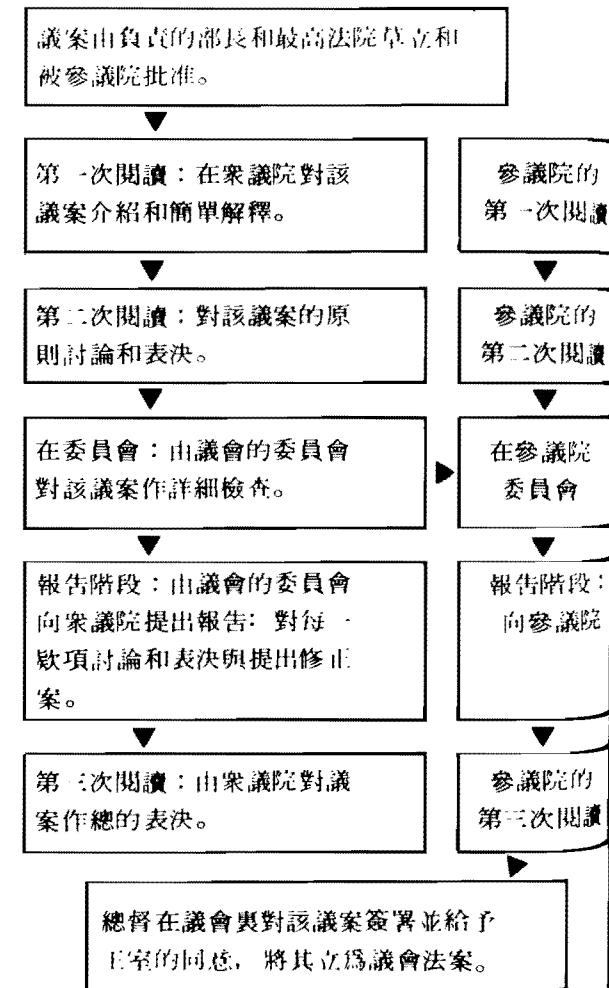 議案由負責的部長和最高法院草立和
被參議院批准。
第一次閱讀：在衆議院對該
議案介紹和簡單解釋。
第二次閱讀：對該議案的原
則討論和表決。
在委員會：由議會的委員會
對該議案作詳細檢查。
報告階段：由議會的委員會
向衆議院提出報告：對每一
欵項討論和表決與提出修正
案。
第三次閱讀：由衆議院對議
案作總的表決。
參議院的
第一次閱讀
參議院的
第二次閱讀
在參議院
委員會
報告階段：
向參議院
參議院的
第三次閱讀
總督在議會裏對該議案簽署並給予
王室的同意，將其立爲議會法案。